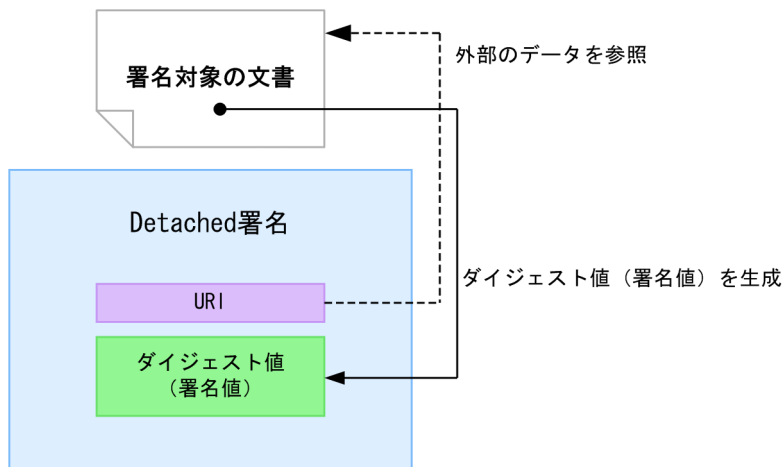 外部のデータを参照
署名対象の文書
Detached署名
ダイジェスト値（署名値）を生成
URI
ダイジェスト値
（署名値）